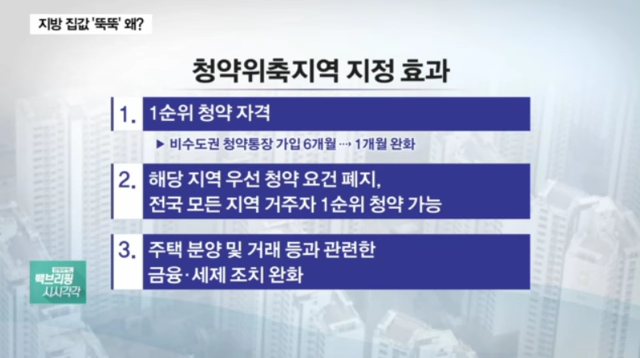 지방 집값 '뚝뚝' 왜?
청약위축지역 지정 효과
1. 1순위 청약 자격
▶ 비수도권 청약통장 가입 6개월 ⋯→ 1개월 완화
2. 해당 지역 우선 청약 요건 폐지,
전국 모든 지역 거주자 1순위 청약 가능
3. 주택 분양 및 거래 등과 관련한
금융·세제 조치 완화
백브리핑
시시각각